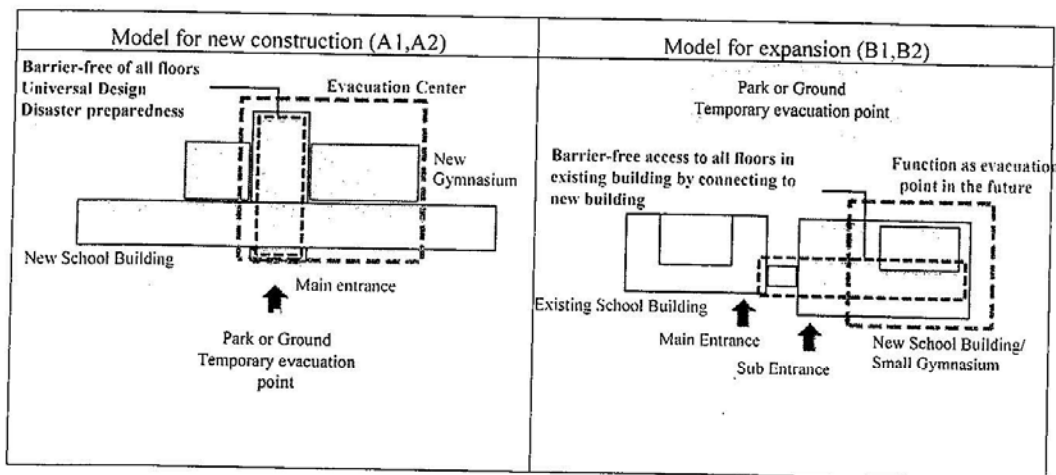 Model for new construction (A1,A2)
Barrier-free of all floors
Universal Design
Disaster preparedness
Evacuation Center
New
Gymnasium
New School Building
Main entrance
Park or Ground
Temporary evacuation
point
Model for expansion (B1,B2)
Park or Ground
Temporary evacuation point
Barrier-free access to all floors in
existing building by connecting to
new building
Function as evacuation
point in the future
Existing School Building
Main Entrance
Sub Entrance
New School Building/
Small Gymnasium